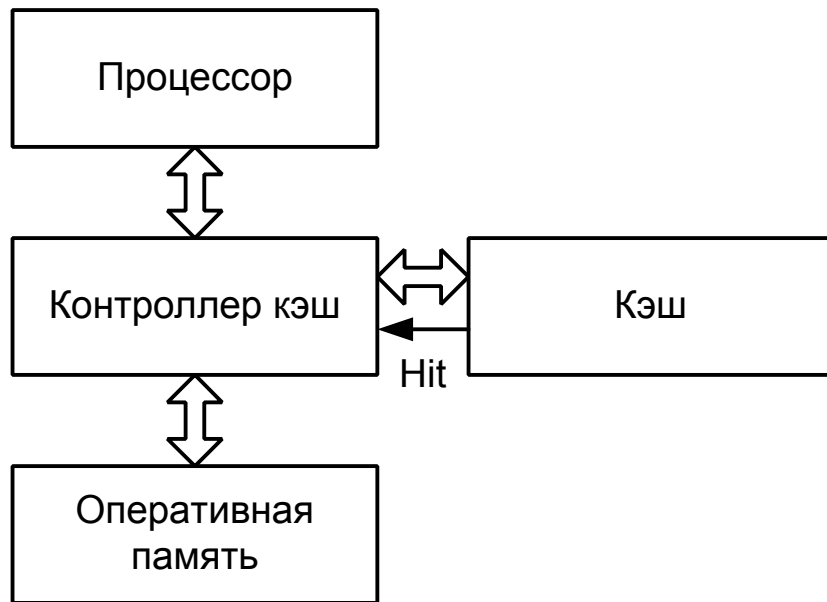 Процессор
Контроллер кэш
Кэш
Hit
Оперативная
память